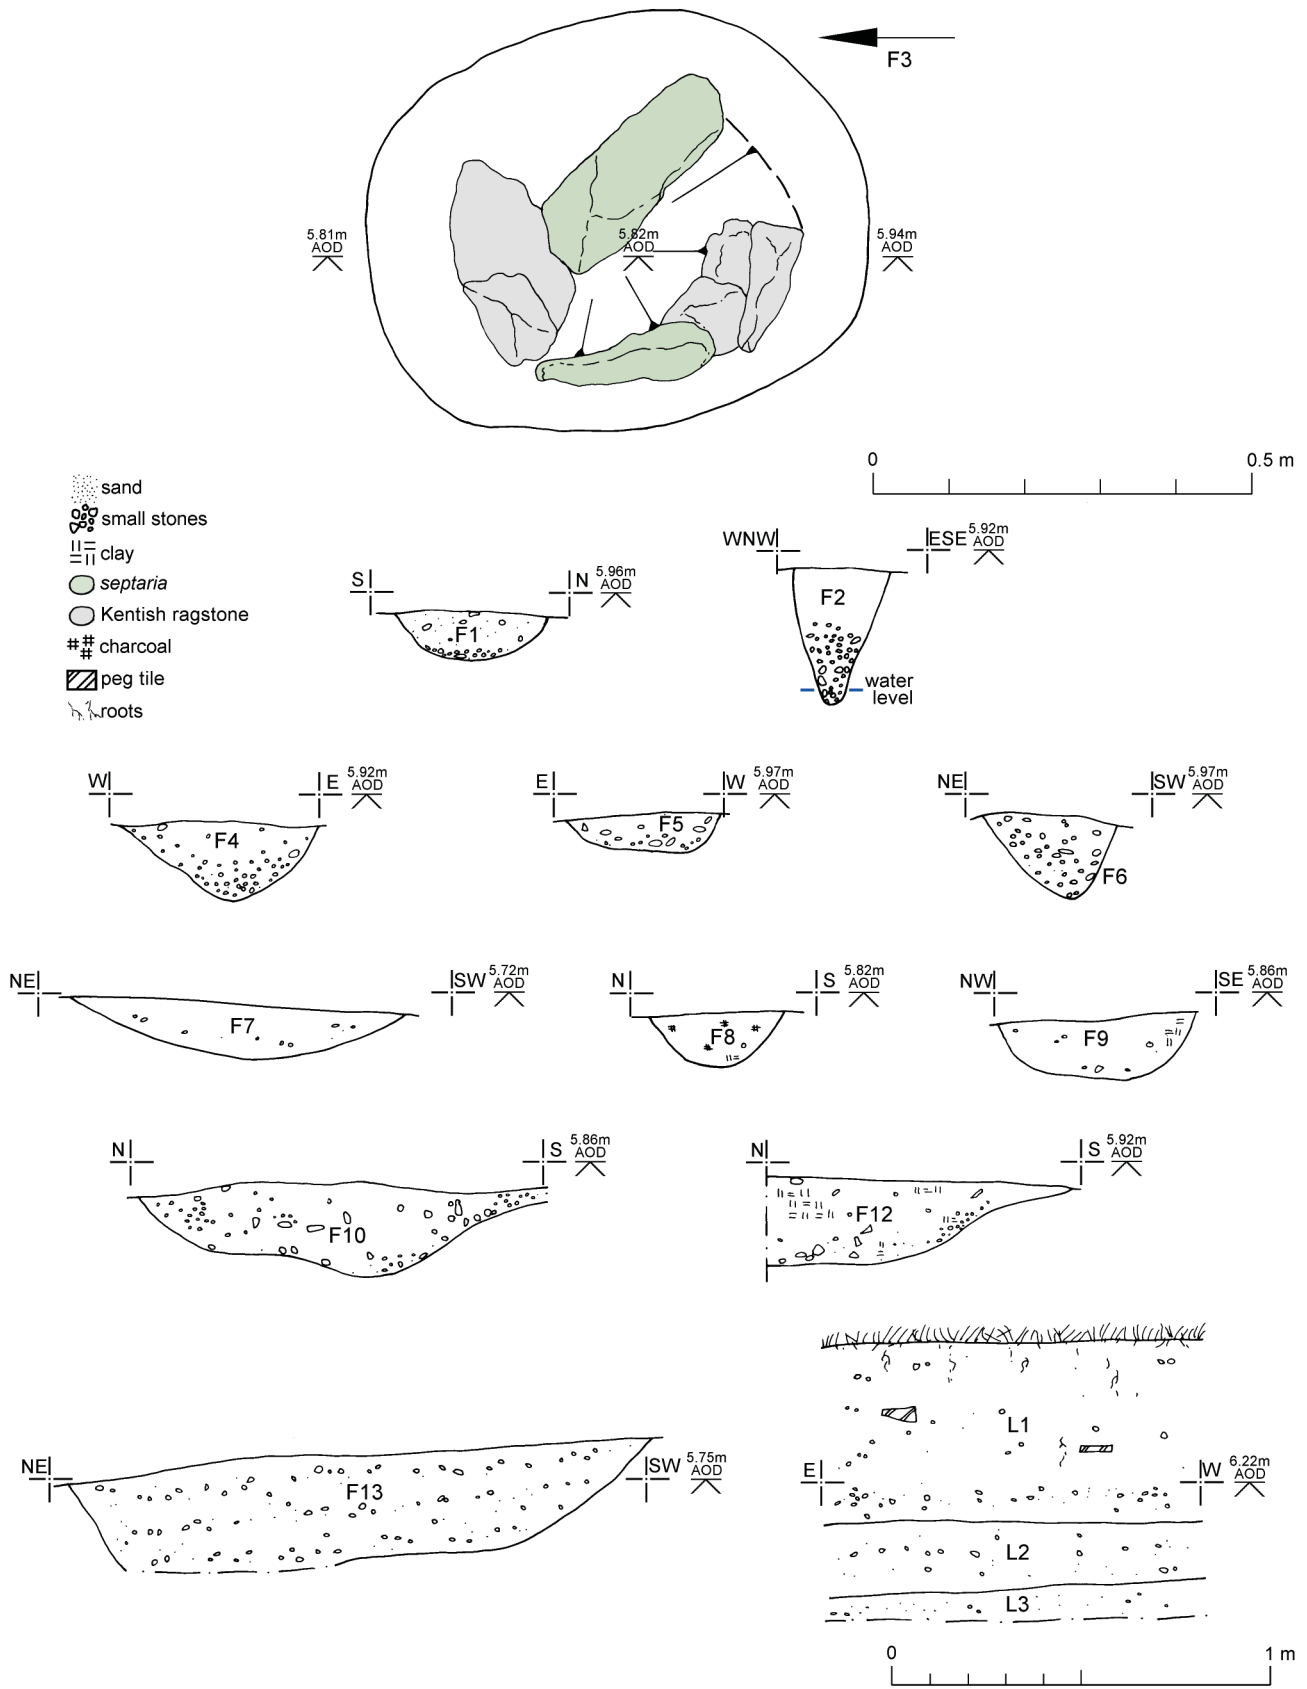 F3
5.81m
AOD
5.82m
AOD
5.94m
AOD
0 0.5 m
sand
small stones
clay
septaria
Kentish ragstone
charcoal
peg tile
roots
S N 5.96m
AOD
F1
WNW ESE 5.92m
AOD
F2
water
level
W E 5.92m
AOD
F4
E W 5.97m
AOD
F5
NE SW 5.97m
AOD
F6
NE SW 5.72m
AOD
F7
N S 5.82m
AOD
F8
NW SE 5.86m
AOD
F9
N S 5.86m
AOD
F10
N S 5.92m
AOD
F12
NE SW 5.75m
AOD
F13
L1
E W 6.22m
AOD
L2
L3
0 1 m